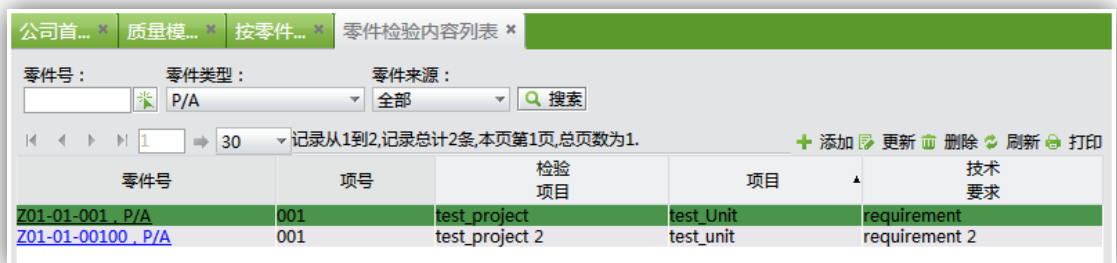 公司首... × 质量模... × 按零件... × 零件检验内容列表 ×
零件号： 零件类型： 零件来源：
P/A 全部 搜索
1 30 记录从1到2,记录总计2条,本页第1页,总页数为1. 添加 更新 删除 刷新 打印
零件号 项号 检验 项目 项目 技术 要求
Z01-01-001 , P/A 001 test_project test_Unit requirement
Z01-01-00100 , P/A 001 test_project 2 test_unit requirement 2